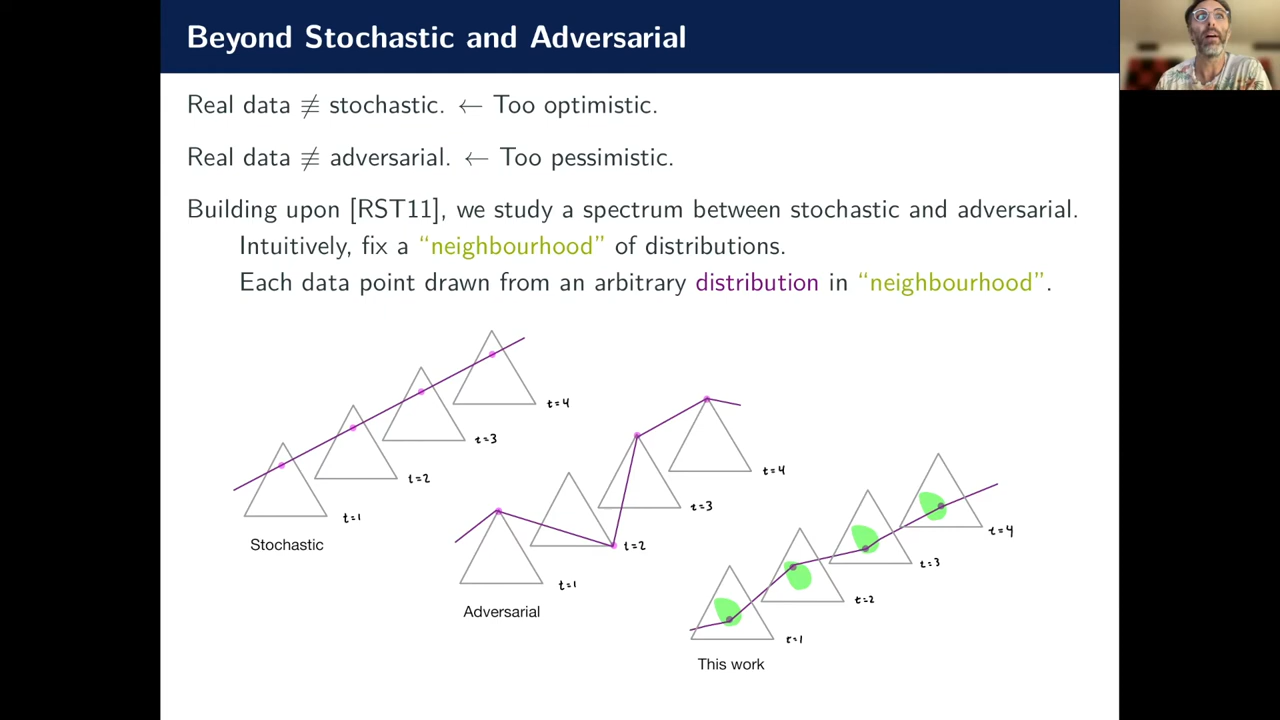 Beyond Stochastic and Adversarial
Real data ≢ stochastic. ← Too optimistic.
Real data ≢ adversarial. ← Too pessimistic.
Building upon [RST11], we study a spectrum between stochastic and adversarial.
Intuitively, fix a “neighbourhood” of distributions.
Each data point drawn from an arbitrary distribution in “neighbourhood”.
t=4
t=3
t=2
t=1
Stochastic
t=4
t=3
t=2
t=1
Adversarial
t=4
t=3
t=2
t=1
This work